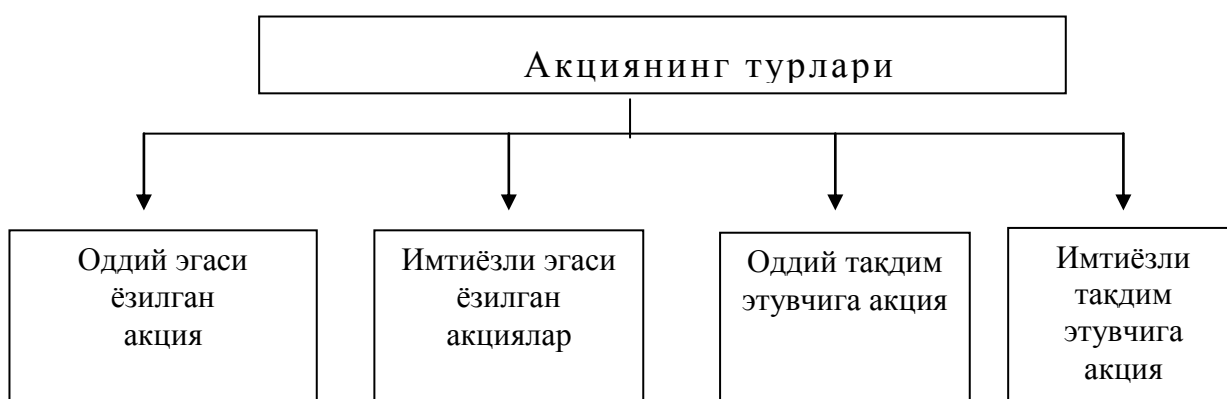 Акциянинг турлари
Оддий эгаси
ёзилган
акция
Имтиёзли эгаси
ёзилган
акциялар
Оддий тақдим
этувчига акция
Имтиёзли
тақдим
этувчига
акция